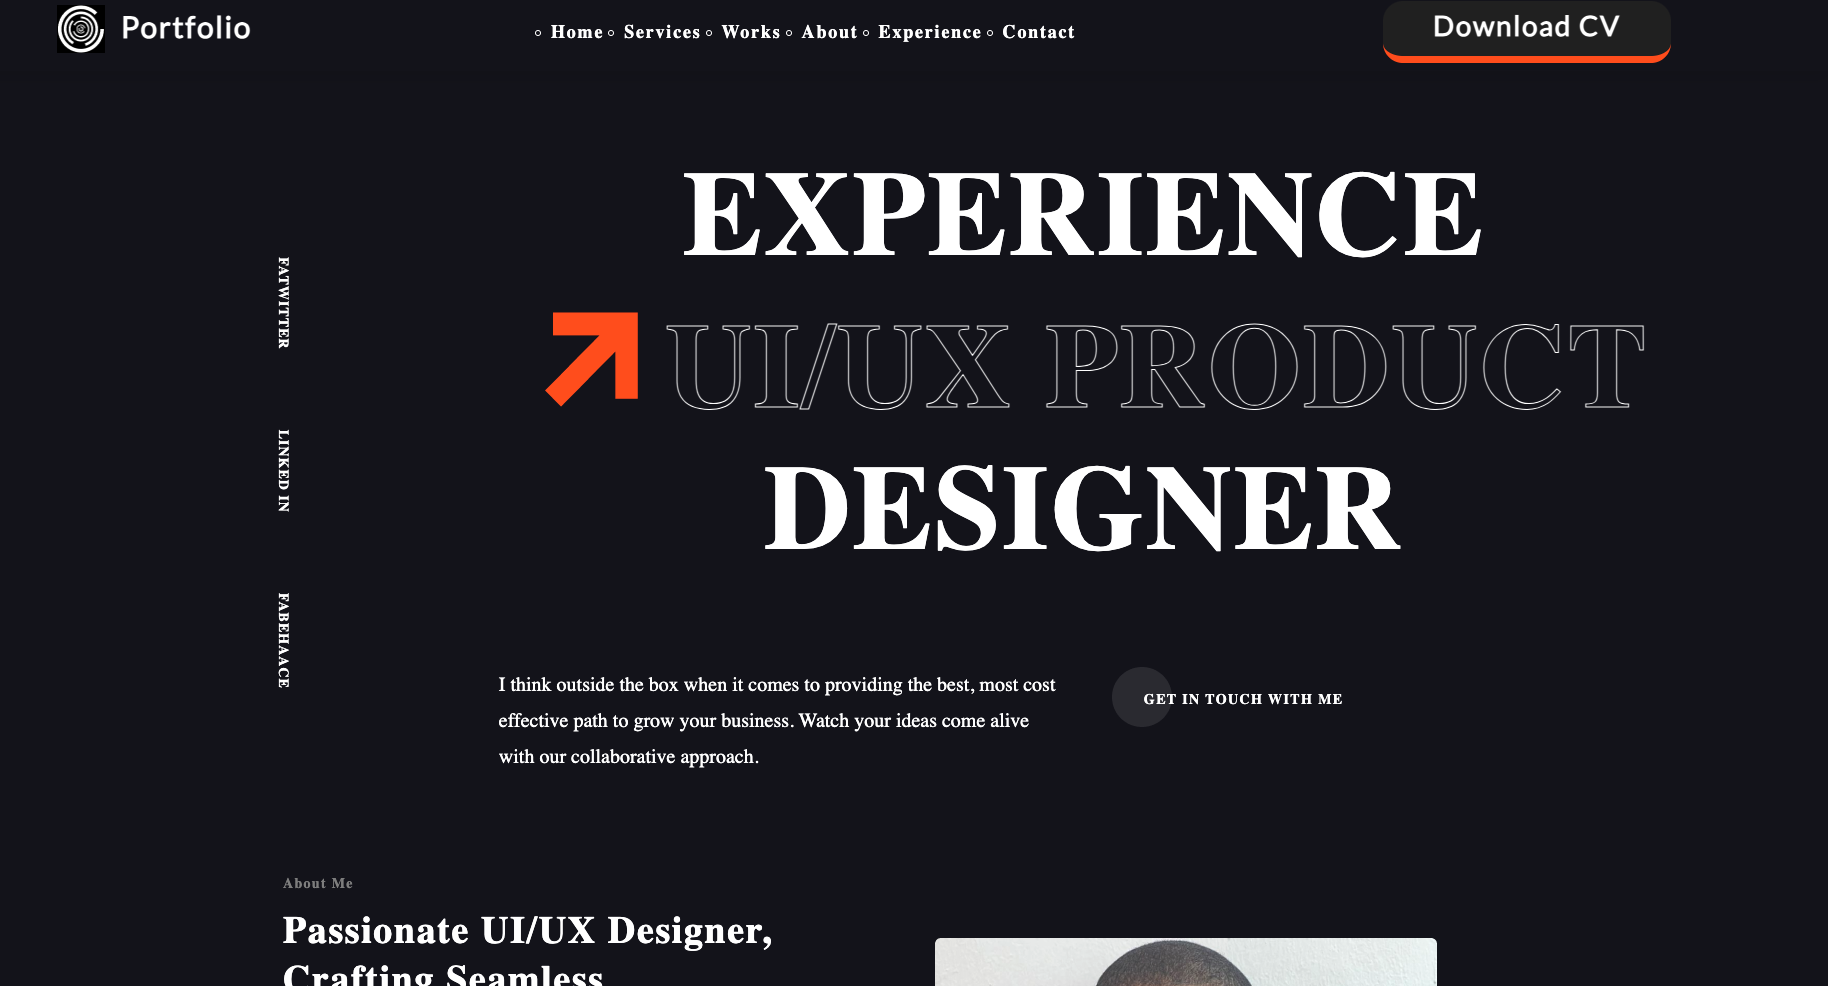 Portfolio
Home Services Works About Experience Contact
Download CV
EXPERIENCE
UI/UX PRODUCT
DESIGNER
FATWITTER
LINKED IN
FABEHAACE
I think outside the box when it comes to providing the best, most cost
effective path to grow your business. Watch your ideas come alive
with our collaborative approach.
GET IN TOUCH WITH ME
About Me
Passionate UI/UX Designer,
Crafting Seamless